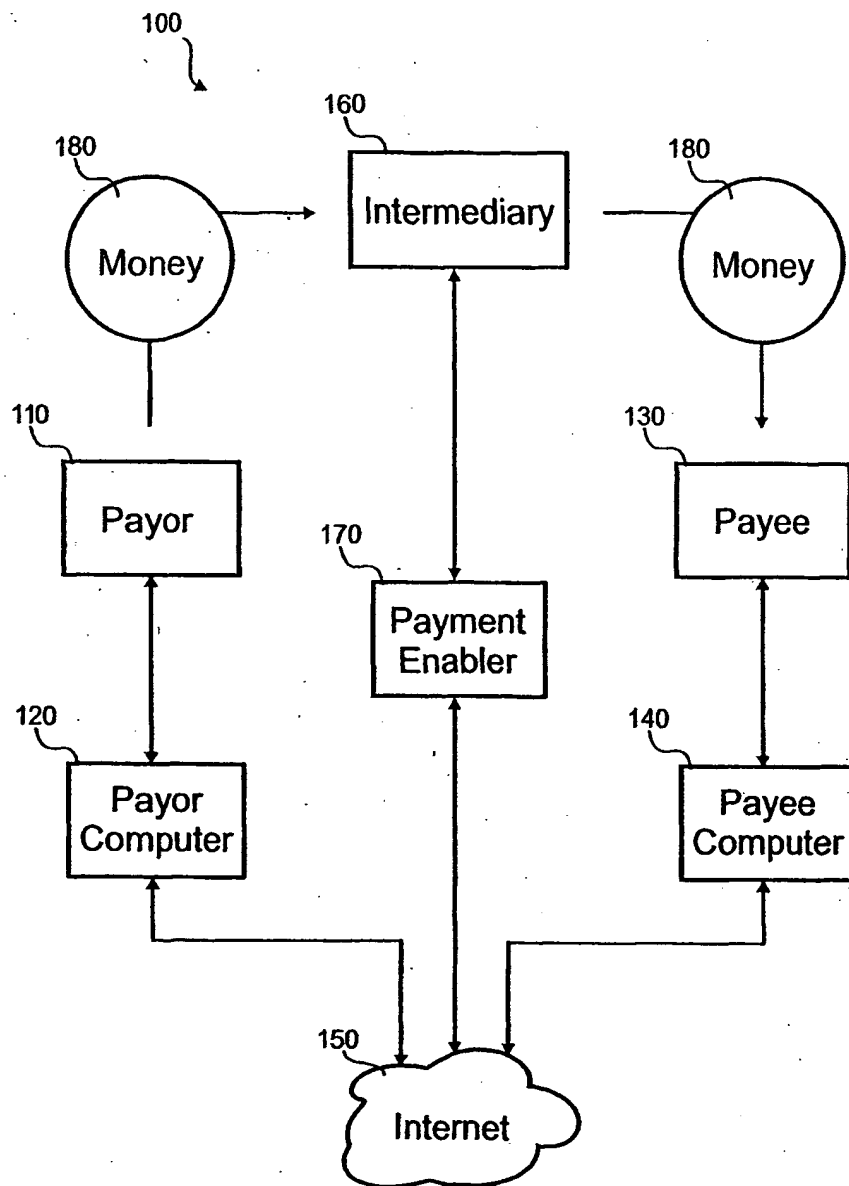 100
160
180
180
Intermediary
Money
Money
110
130
Payor
Payee
170
Payment
Enabler
120
140
Payor
Computer
Payee
Computer
150
Internet